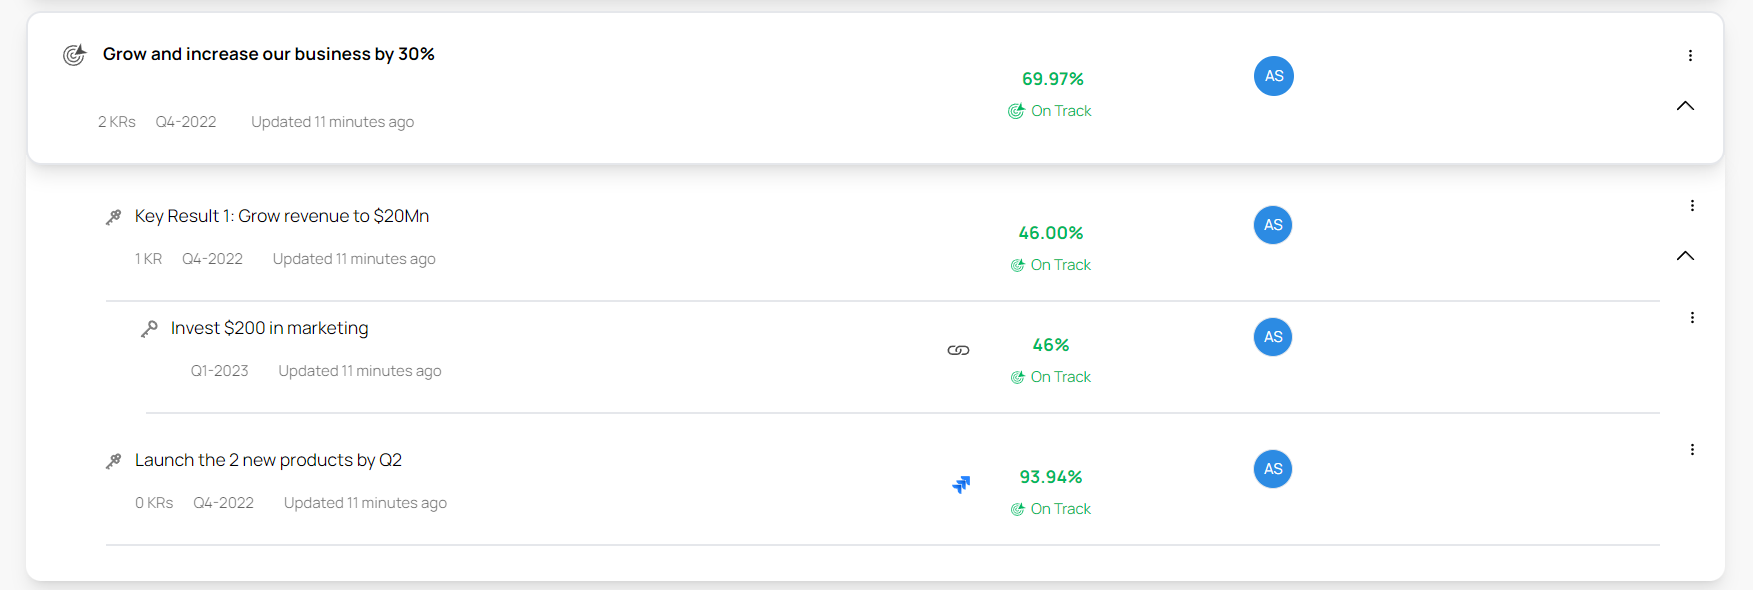 Grow and increase our business by 30%
69.97%
AS
On Track
2 KRs Q4-2022 Updated 11 minutes ago
Key Result 1: Grow revenue to $20Mn
46.00%
AS
1 KR Q4-2022 Updated 11 minutes ago
On Track
Invest $200 in marketing
46%
AS
Q1-2023 Updated 11 minutes ago
On Track
Launch the 2 new products by Q2
93.94%
AS
0 KRs Q4-2022 Updated 11 minutes ago
On Track